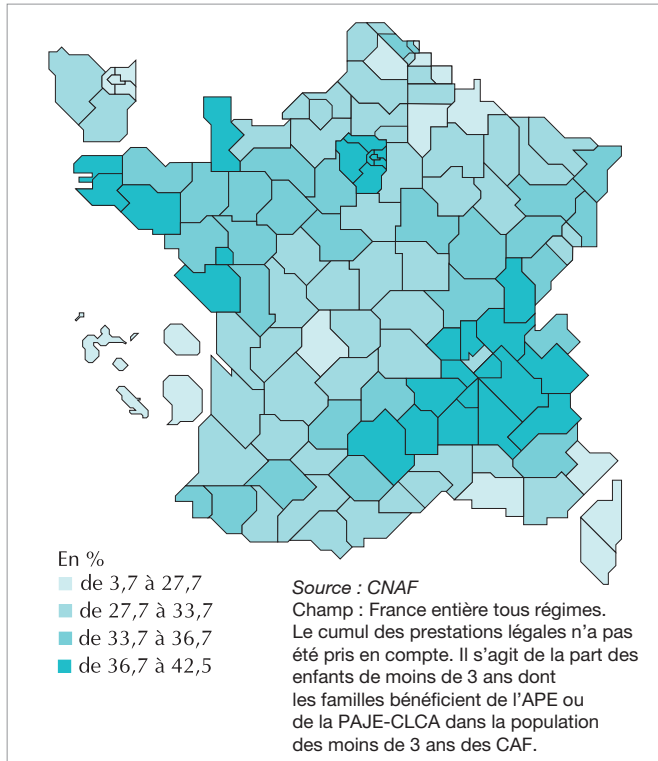 En %
de 3,7 à 27,7
de 27,7 à 33,7
de 33,7 à 36,7
de 36,7 à 42,5
Source : CNAF
Champ : France entière tous régimes.
Le cumul des prestations légales n’a pas
été pris en compte. Il s’agit de la part des
enfants de moins de 3 ans dont
les familles bénéficient de l’APE ou
de la PAJE-CLCA dans la population
des moins de 3 ans des CAF.